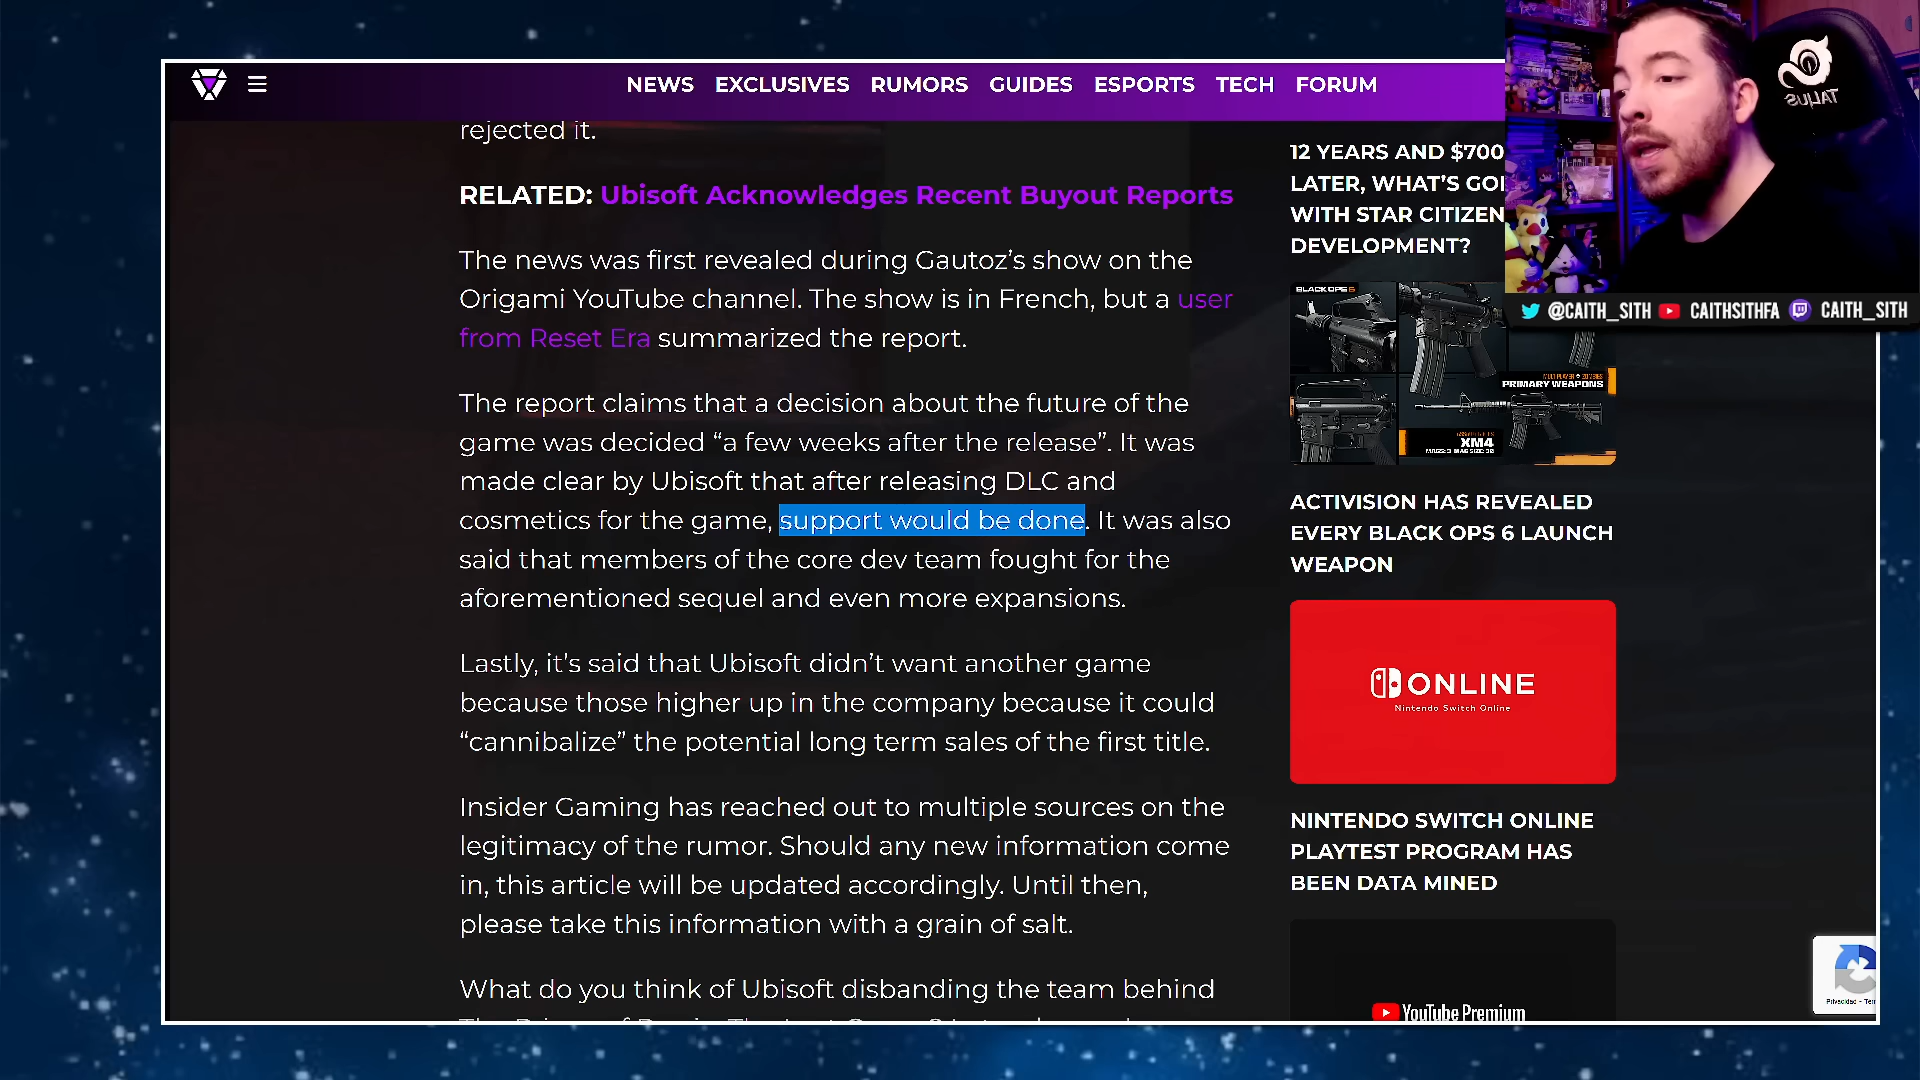 NEWS EXCLUSIVES RUMORS GUIDES ESPORTS TECH FORUM
rejected it.
RELATED: Ubisoft Acknowledges Recent Buyout Reports
The news was first revealed during Gautoz’s show on the
Origami YouTube channel. The show is in French, but a user
from Reset Era summarized the report.
The report claims that a decision about the future of the
game was decided “a few weeks after the release”. It was
made clear by Ubisoft that after releasing DLC and
cosmetics for the game, support would be done. It was also
said that members of the core dev team fought for the
aforementioned sequel and even more expansions.
Lastly, it’s said that Ubisoft didn’t want another game
because those higher up in the company because it could
“cannibalize” the potential long term sales of the first title.
Insider Gaming has reached out to multiple sources on the
legitimacy of the rumor. Should any new information come
in, this article will be updated accordingly. Until then,
please take this information with a grain of salt.
What do you think of Ubisoft disbanding the team behind
12 YEARS AND $700
LATER, WHAT’S GOI
WITH STAR CITIZEN
DEVELOPMENT?
BLACK OPS 6
PRIMARY WEAPONS
XM4
ACTIVISION HAS REVEALED
EVERY BLACK OPS 6 LAUNCH
WEAPON
ONLINE
Nintendo Switch Online
NINTENDO SWITCH ONLINE
PLAYTEST PROGRAM HAS
BEEN DATA MINED
YouTube Premium
TALIUS
@CAITH_SITH CAITHSITHFA CAITH_SITH
Privacidad - Ter